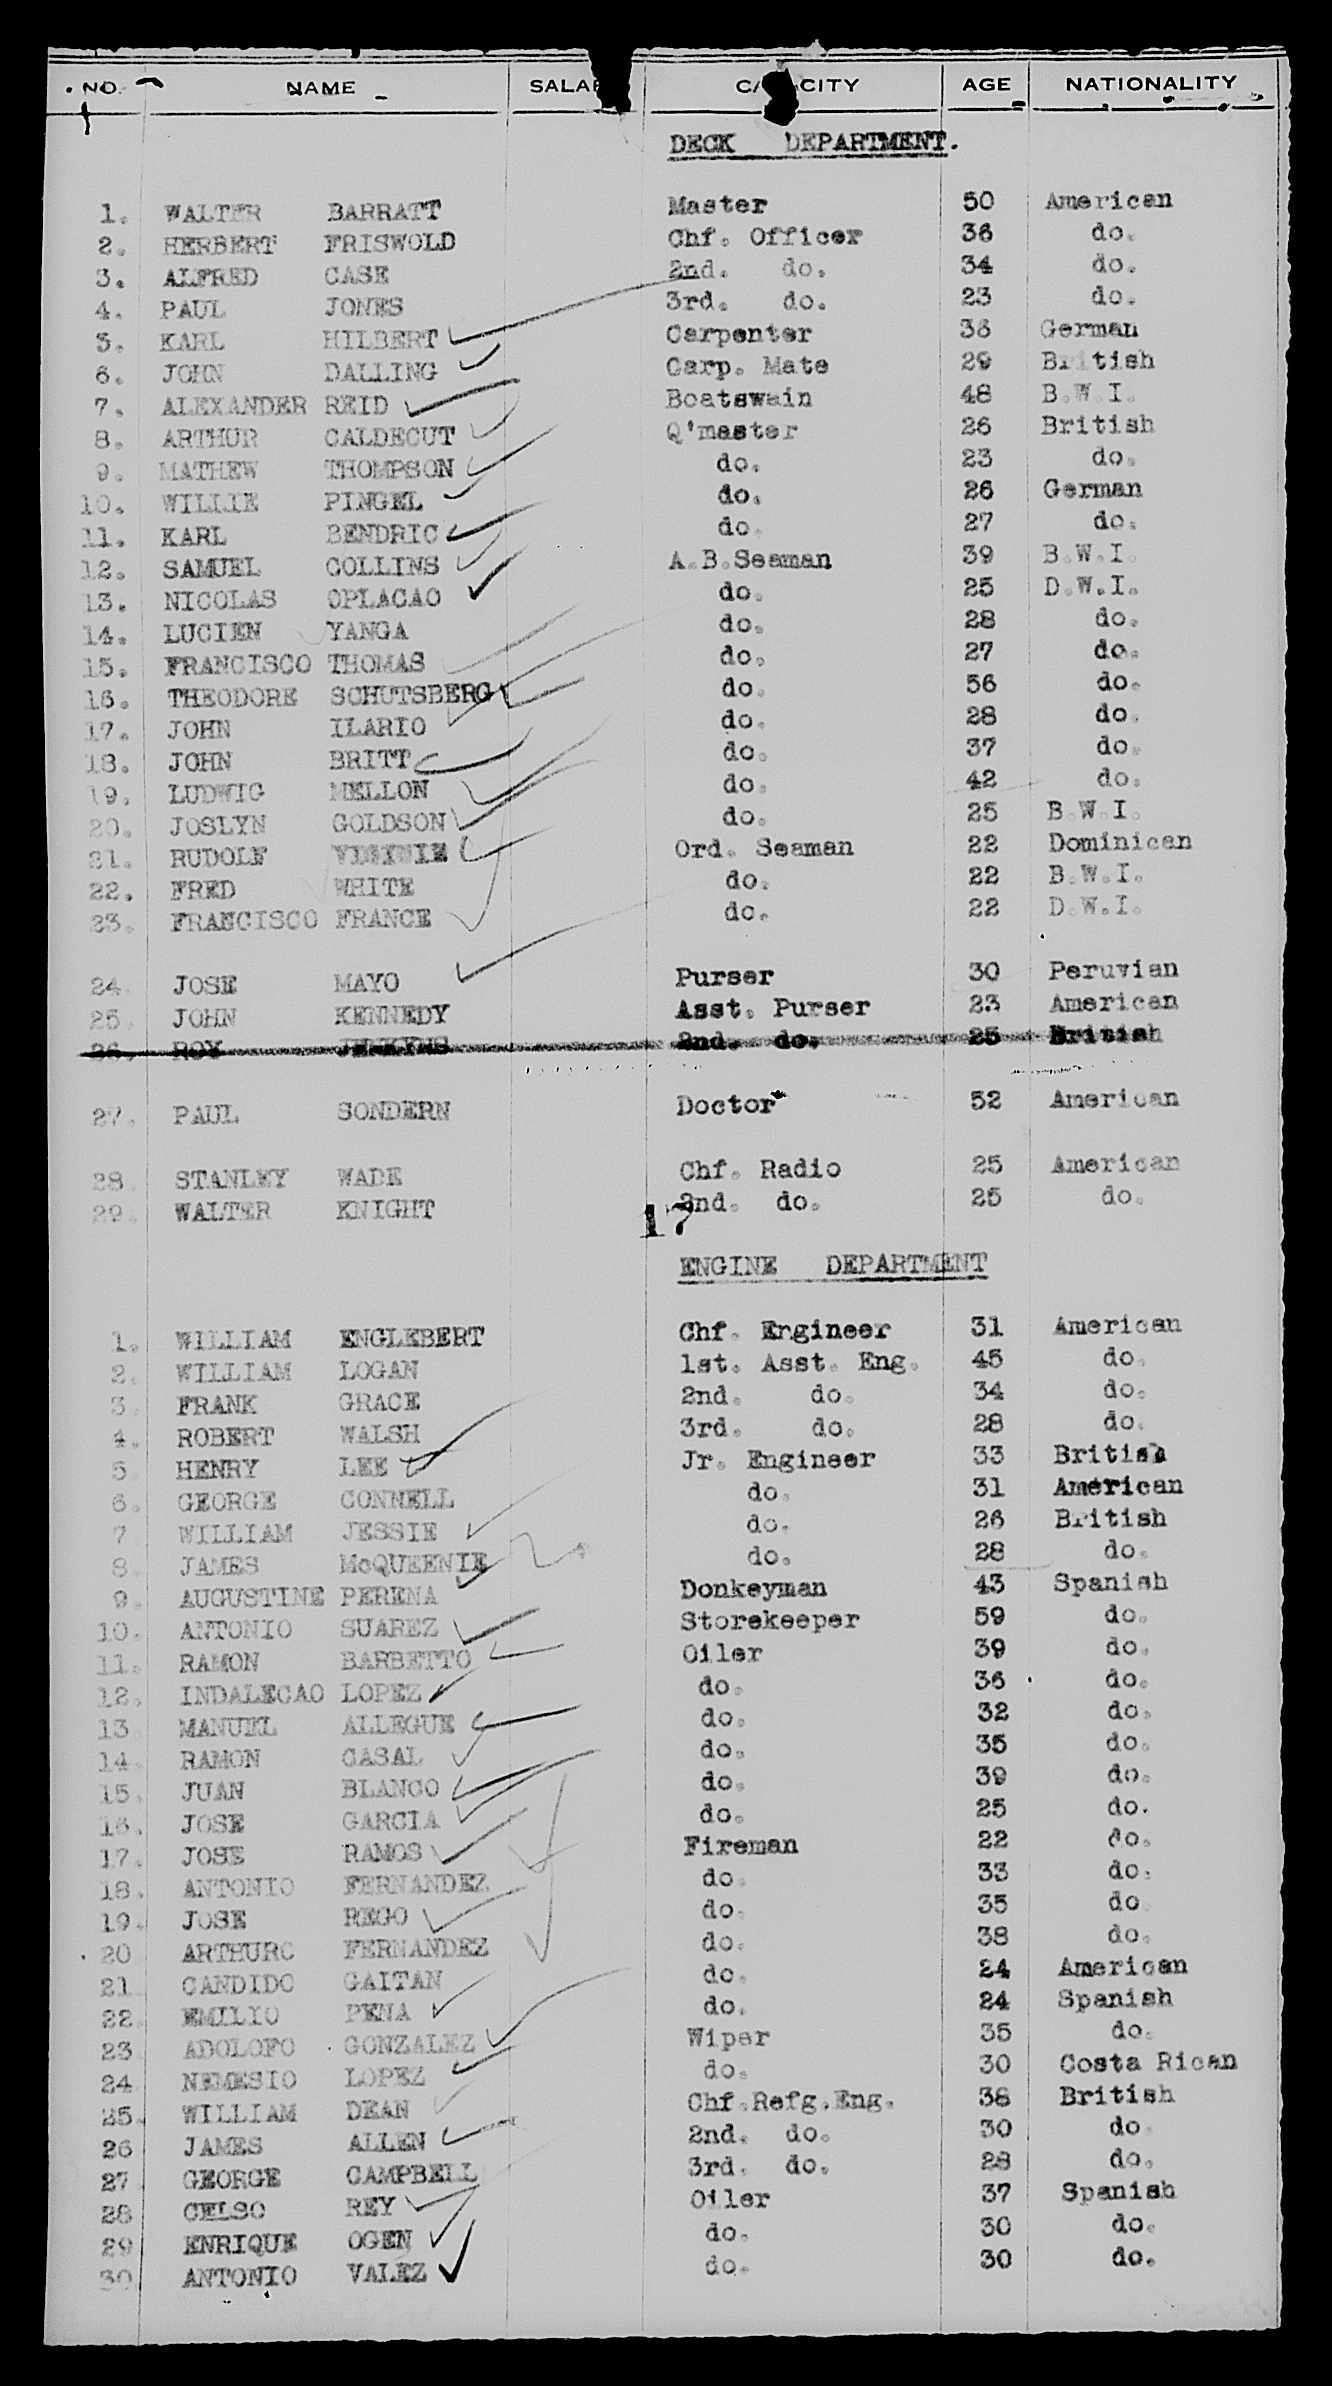 NO. NAME SALAR CAPACITY AGE NATIONALITY
DECK DEPARTMENT.
1. WALTER BARRATT Master 50 American
2. HERBERT FRISWOLD Chf. Officer 36 do.
3. ALFRED CASE 2nd. do. 34 do.
4. PAUL JONES 3rd. do. 23 do.
5. KARL HILBERT Carpenter 36 German
6. JOHN DALLING Carp. Mate 29 British
7. ALEXANDER REID Boatswain 48 B.W.I.
8. ARTHUR CALDECUT Q'master 26 British
9. MATHEW THOMPSON do. 23 do.
10. WILLIE PINGEL do. 26 German
11. KARL BENDRIC do. 27 do.
12. SAMUEL COLLINS A.B.Seaman 39 B.W.I.
13. NICOLAS OPLACAO do. 25 D.W.I.
14. LUCIEN YANGA do. 28 do.
15. FRANCISCO THOMAS do. 27 do.
16. THEODORE SCHUTSBERG do. 56 do.
17. JOHN ILARIO do. 28 do.
18. JOHN BRITT do. 37 do.
19. LUDWIG MELLON do. 42 do.
20. JOSLYN GOLDSON do. 25 B.W.I.
21. RUDOLF Ord. Seaman 22 Dominican
22. FRED WHITE do. 22 B.W.I.
23. FRANCISCO FRANCE do. 22 D.W.I.
24. JOSE MAYO Purser 30 Peruvian
25. JOHN KENNEDY Asst. Purser 23 American
26. ROY JENKYNS 2nd. do. 25 British
27. PAUL SONDERN Doctor 52 American
28. STANLEY WADE Chf. Radio 25 American
29. WALTER KNIGHT 2nd. do. 25 do.
17
ENGINE DEPARTMENT
1. WILLIAM ENGLEBERT Chf. Engineer 31 American
2. WILLIAM LOGAN 1st. Asst. Eng. 45 do.
3. FRANK GRACE 2nd. do. 34 do.
4. ROBERT WALSH 3rd. do. 28 do.
5 HENRY LEE Jr. Engineer 33 British
6. GEORGE CONNELL do. 31 American
7 WILLIAM JESSIE do. 26 British
8. JAMES McQUEENIE do. 28 do.
9. AUGUSTINE PERENA Donkeyman 43 Spanish
10. ANTONIO SUAREZ Storekeeper 59 do.
11. RAMON BARBETTO Oiler 39 do.
12. INDALECAO LOPEZ do. 36 do.
13 MANUEL ALLEGUE do. 32 do.
14. RAMON CASAL do. 35 do.
15. JUAN BLANCO do. 39 do.
16. JOSE GARCIA do. 25 do.
17. JOSE RAMOS Fireman 22 do.
18. ANTONIO FERNANDEZ do. 33 do.
19. JOSE REGO do. 35 do
20 ARTHURO FERNANDEZ do. 38 do.
21 CANDIDO GAITAN do. 24 American
22. EMILIO PENA do. 24 Spanish
23 ADOLOFO GONZALEZ Wiper 35 do.
24 NEMESIO LOPEZ do. 30 Costa Rican
25. WILLIAM DEAN Chf.Refg.Eng. 38 British
26 JAMES ALLEN 2nd. do. 30 do.
27. GEORGE CAMPBELL 3rd. do. 28 do.
28 CELSO REY Oiler 37 Spanish
29 ENRIQUE OGEN do. 30 do.
30 ANTONIO VALEZ do. 30 do.